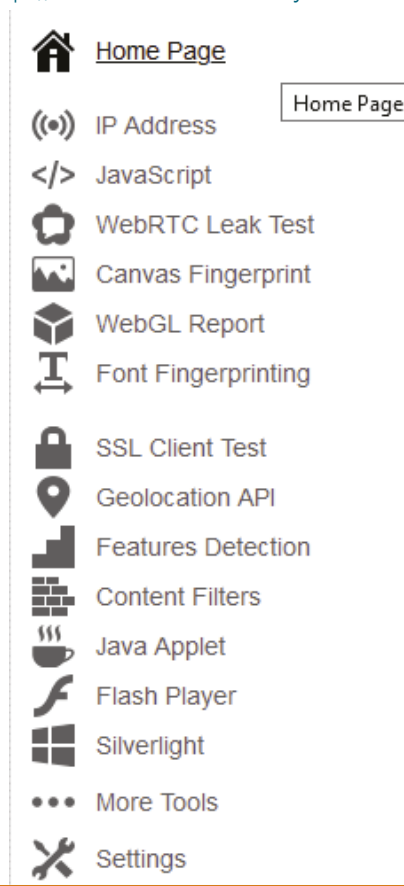 Home Page
Home Page
IP Address
</> JavaScript
WebRTC Leak Test
Canvas Fingerprint
WebGL Report
Font Fingerprinting
SSL Client Test
Geolocation API
Features Detection
Content Filters
Java Applet
Flash Player
Silverlight
More Tools
Settings